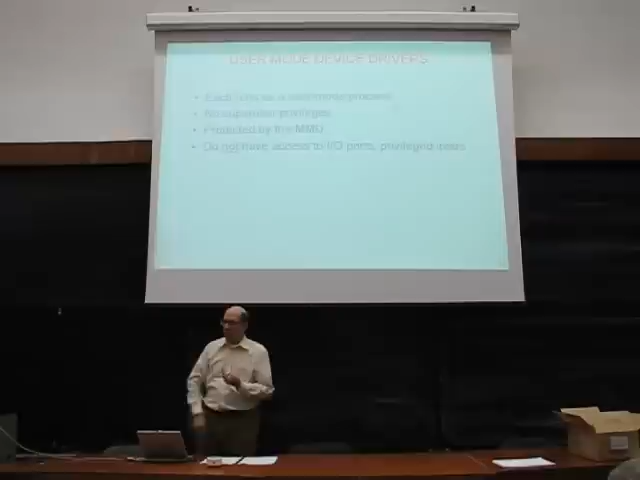 USER MODE DEVICE DRIVERS
• Each runs as a user-mode process
• No superuser privileges
• Protected by the MMU
• Do not have access to I/O ports, privileged instrs